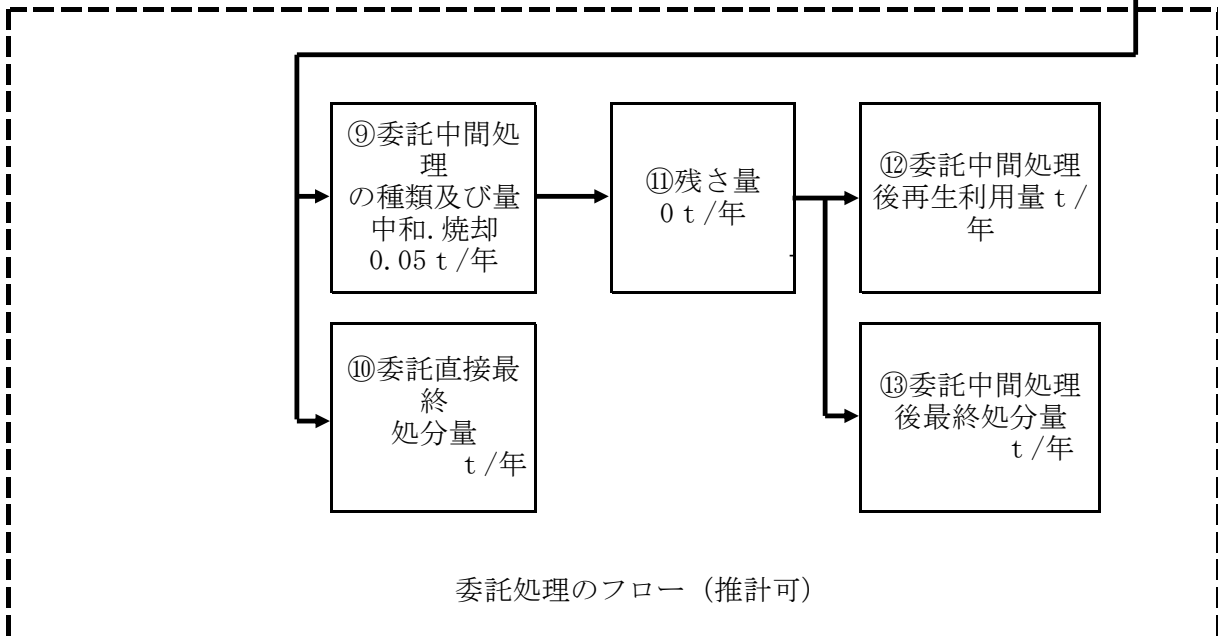 ⑨委託中間処
理
の種類及び量
中和.焼却
0.05ｔ/年
⑪残さ量
0ｔ/年
⑫委託中間処理
後再生利用量ｔ/
年
⑩委託直接最
終
処分量
ｔ/年
⑬委託中間処理
後最終処分量
ｔ/年
委託処理のフロー（推計可）